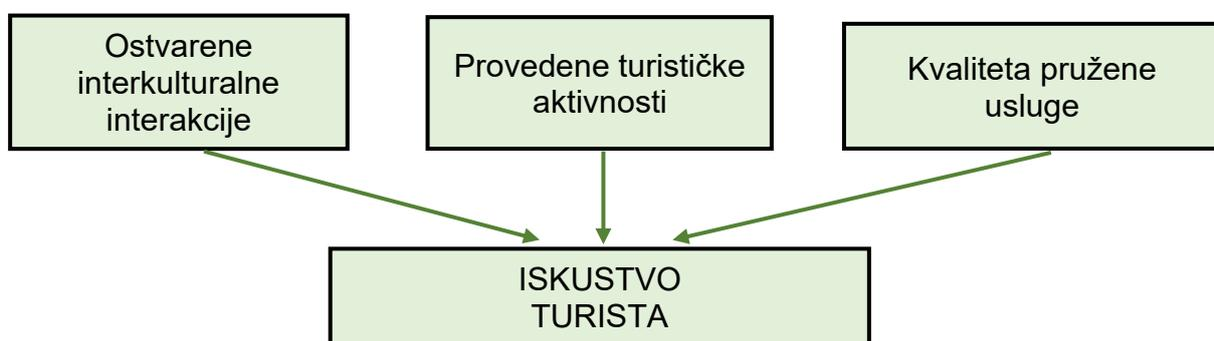 Ostvarene
interkulturalne
interakcije
Provedene turističke
aktivnosti
Kvaliteta pružene
usluge
ISKUSTVO
TURISTA